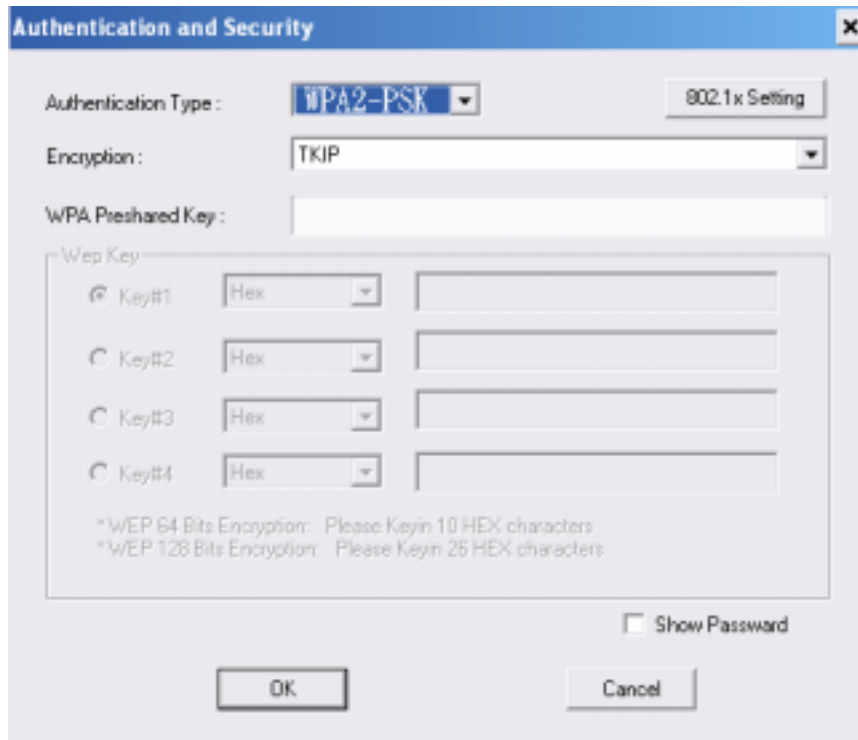 Authentication and Security
Authentication Type : WPA2-PSK 802.1x Setting
Encryption : TKIP
WPA Preshared Key :
Wep Key
Key#1 Hex
Key#2 Hex
Key#3 Hex
Key#4 Hex
* WEP 64 Bits Encryption: Please Keyin 10 HEX characters
* WEP 128 Bits Encryption: Please Keyin 26 HEX characters
Show Passward
OK Cancel